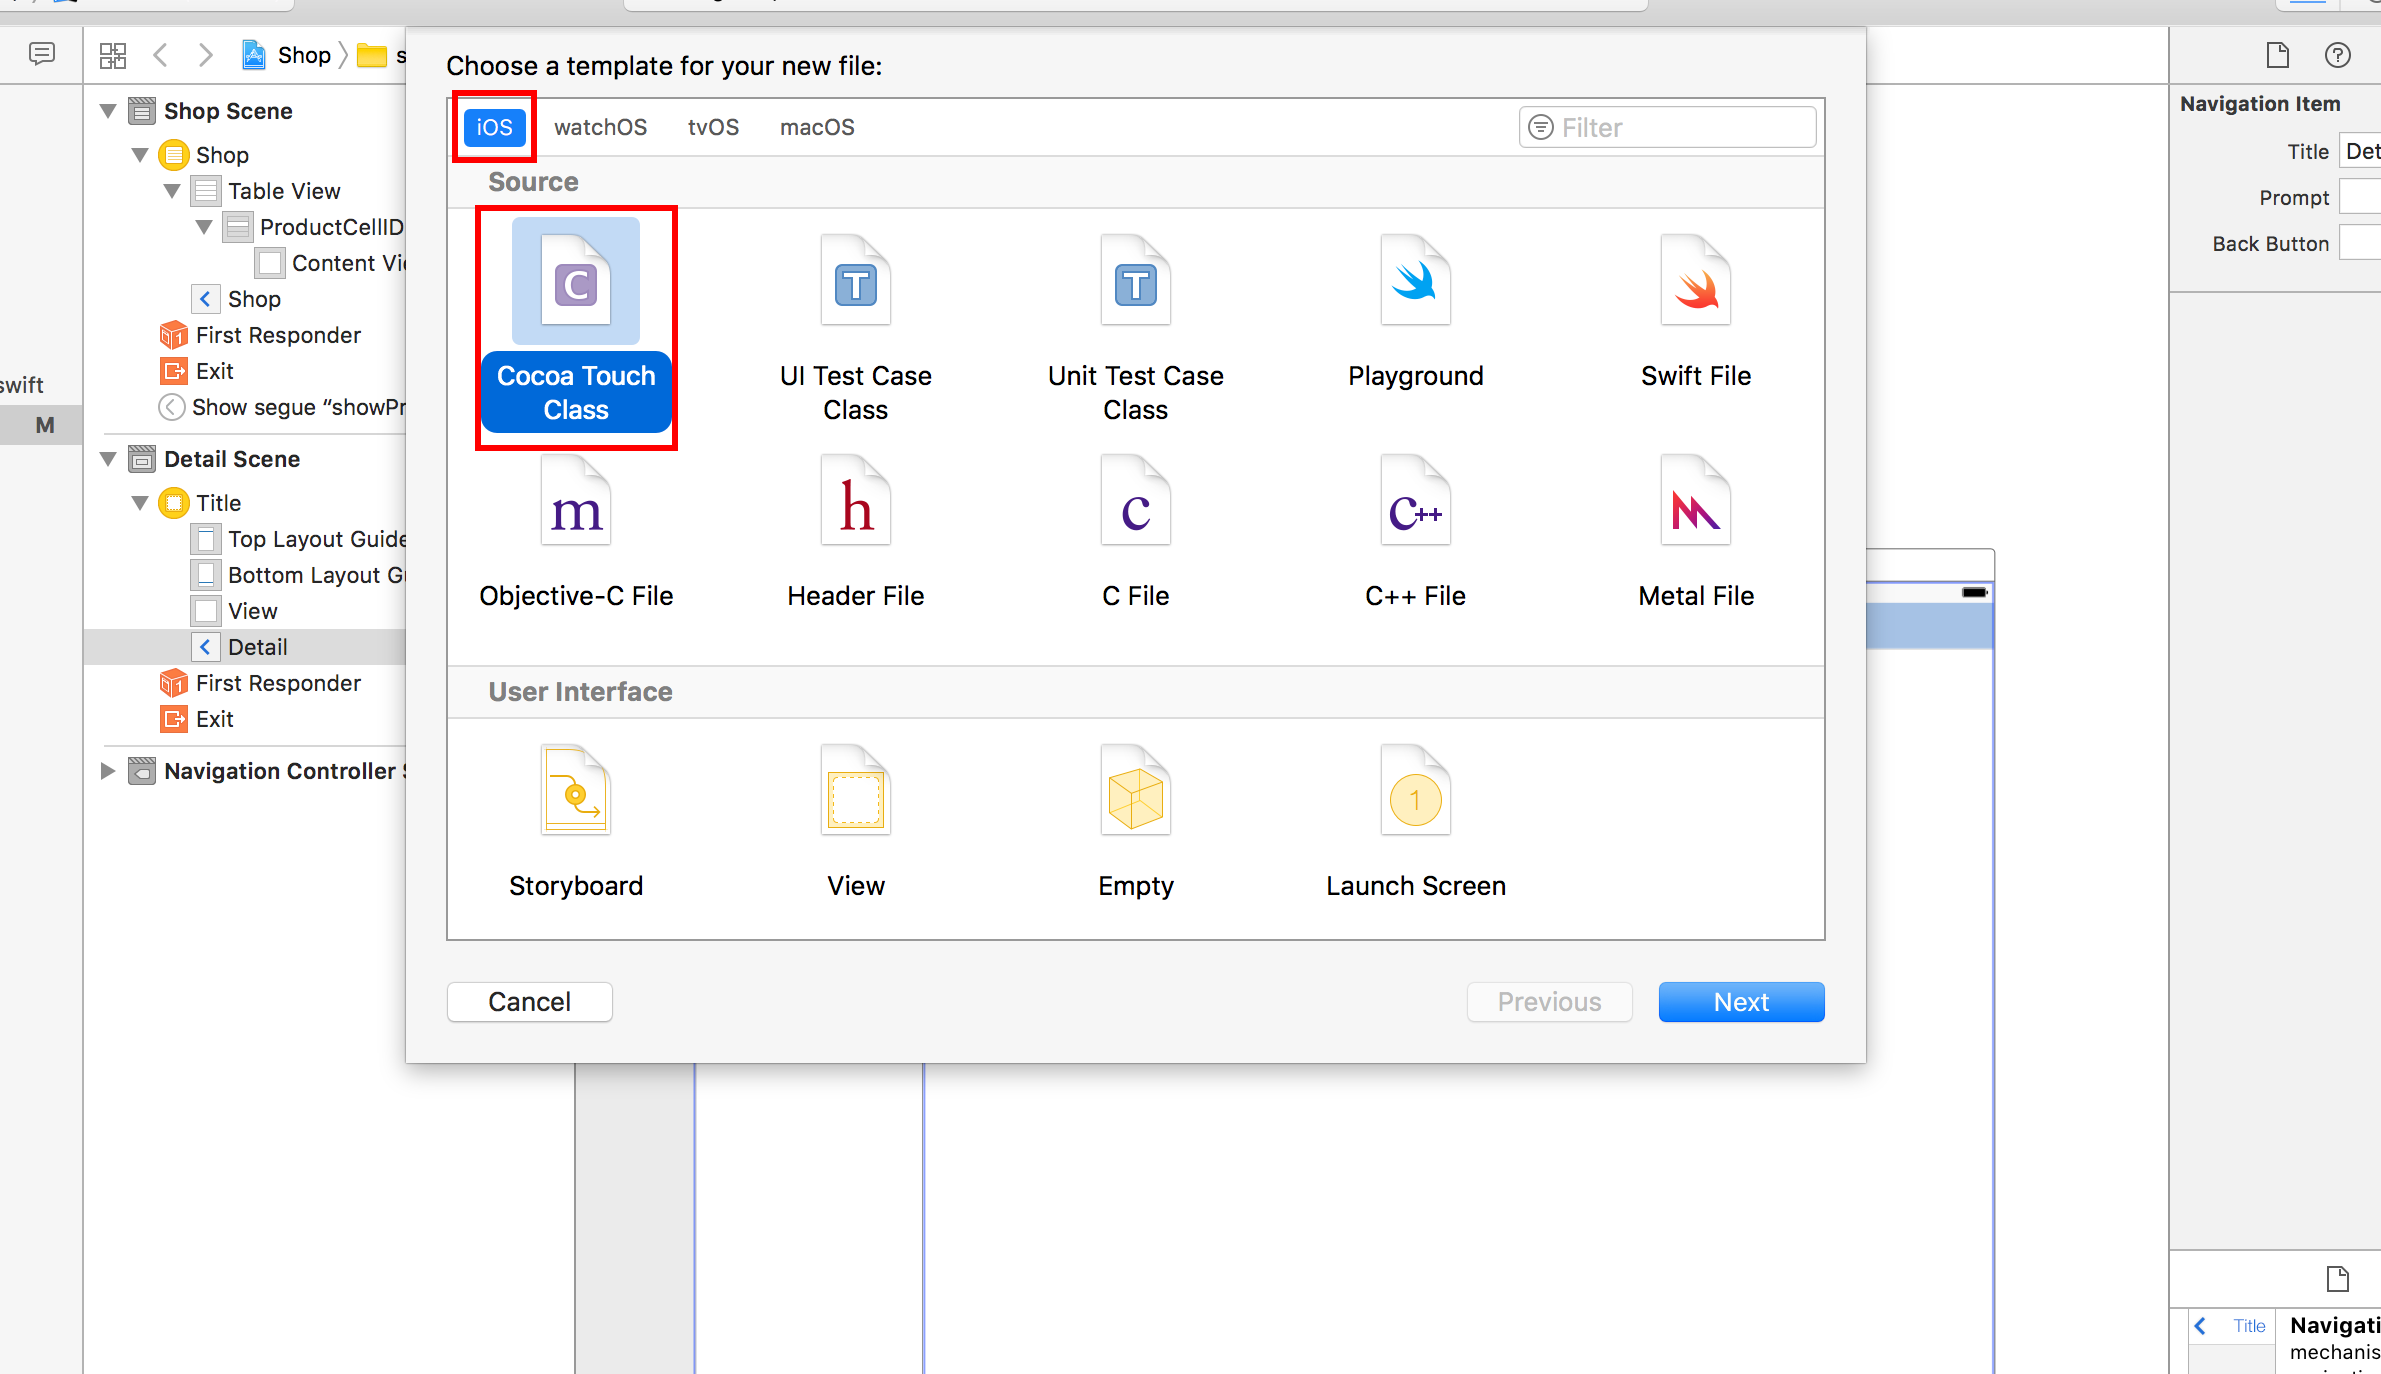 Shop
Choose a template for your new file:
iOS
watchOS
tvOS
macOS
Filter
Source
C
Cocoa Touch
Class
T
UI Test Case
Class
T
Unit Test Case
Class
Playground
Swift File
m
Objective-C File
h
Header File
c
C File
C++
C++ File
Metal File
User Interface
Storyboard
View
Empty
1
Launch Screen
Cancel
Previous
Next
swift
M
Shop Scene
Shop
Table View
ProductCellID
Content Vi
Shop
First Responder
Exit
Show segue “showPr
Detail Scene
Title
Top Layout Guide
Bottom Layout G
View
Detail
First Responder
Exit
Navigation Controller S
Navigation Item
Title
Det
Prompt
Back Button
Title
Navigati
mechanis